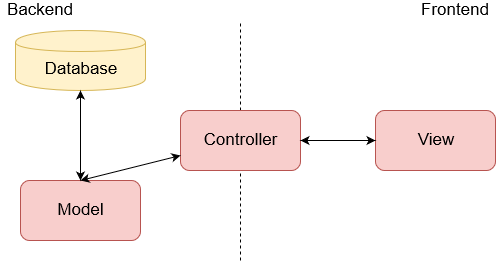 Backend
Frontend
Database
Controller
View
Model